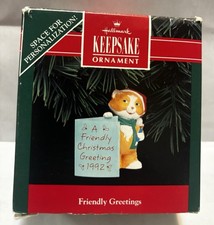 SPACE FOR
PERSONALIZATION!
Hallmark
KEEPSAKE
ORNAMENT
A
Friendly
Christmas
Greeting
1992
Friendly Greetings